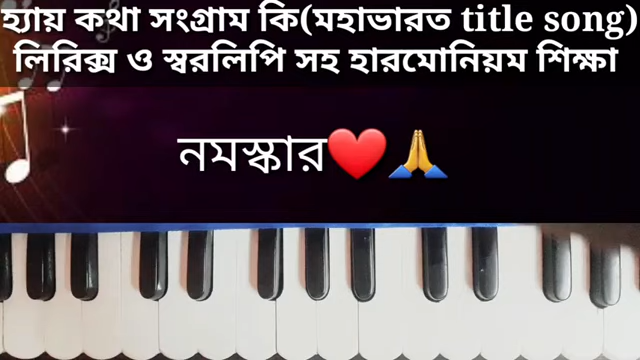 হ্যায় কথা সংগ্রাম কি(মহাভারত title song)
লিরিক্স ও স্বরলিপি সহ হারমোনিয়ম শিক্ষা
নমস্কার❤️🙏